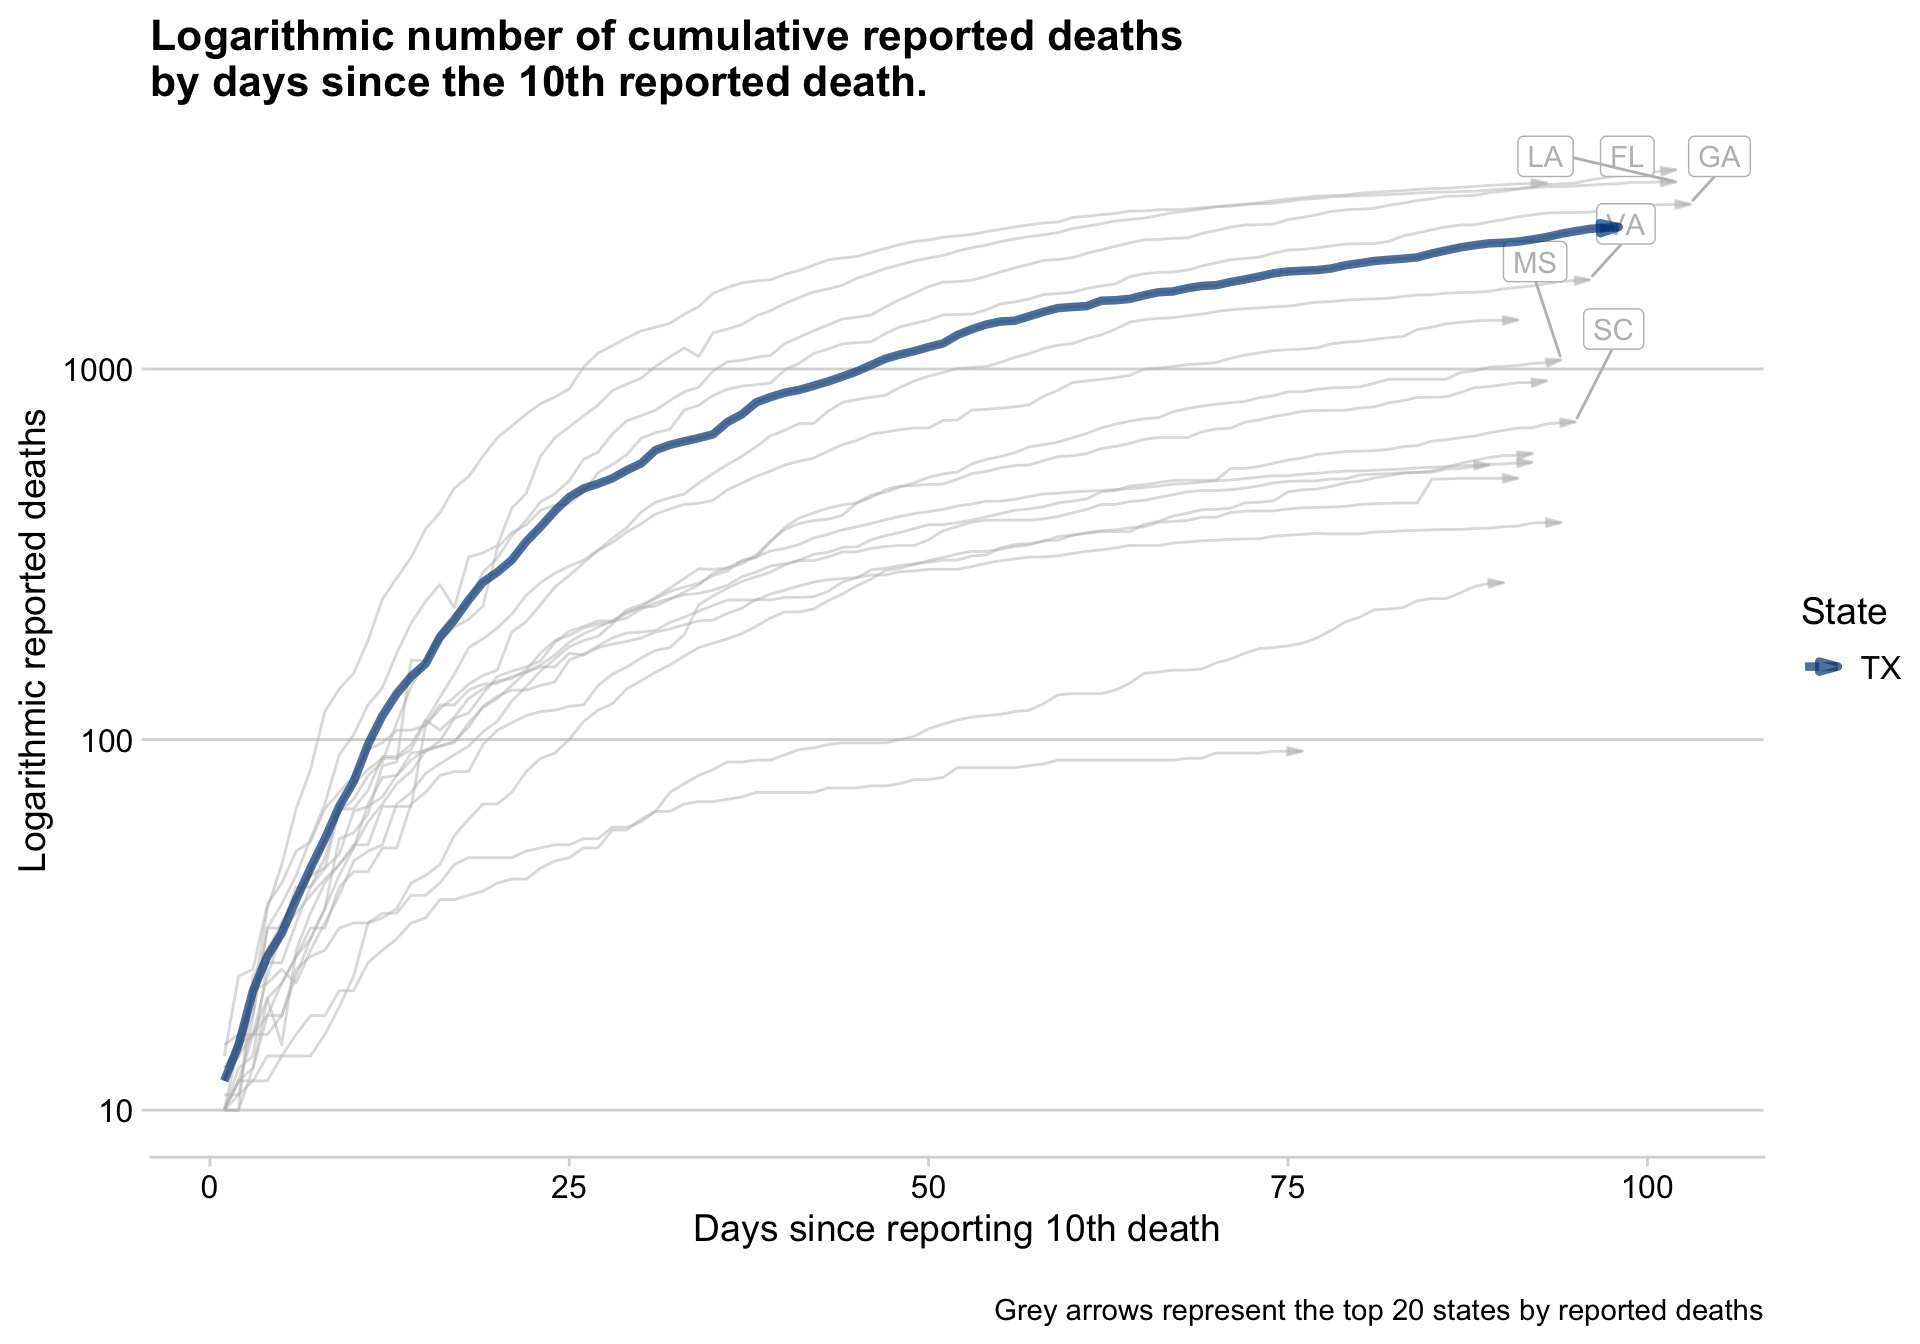 Logarithmic number of cumulative reported deaths
by days since the 10th reported death.
LA
FL
GA
VA
MS
SC
1000
100
10
Logarithmic reported deaths
State
TX
0
25
50
75
100
Days since reporting 10th death
Grey arrows represent the top 20 states by reported deaths